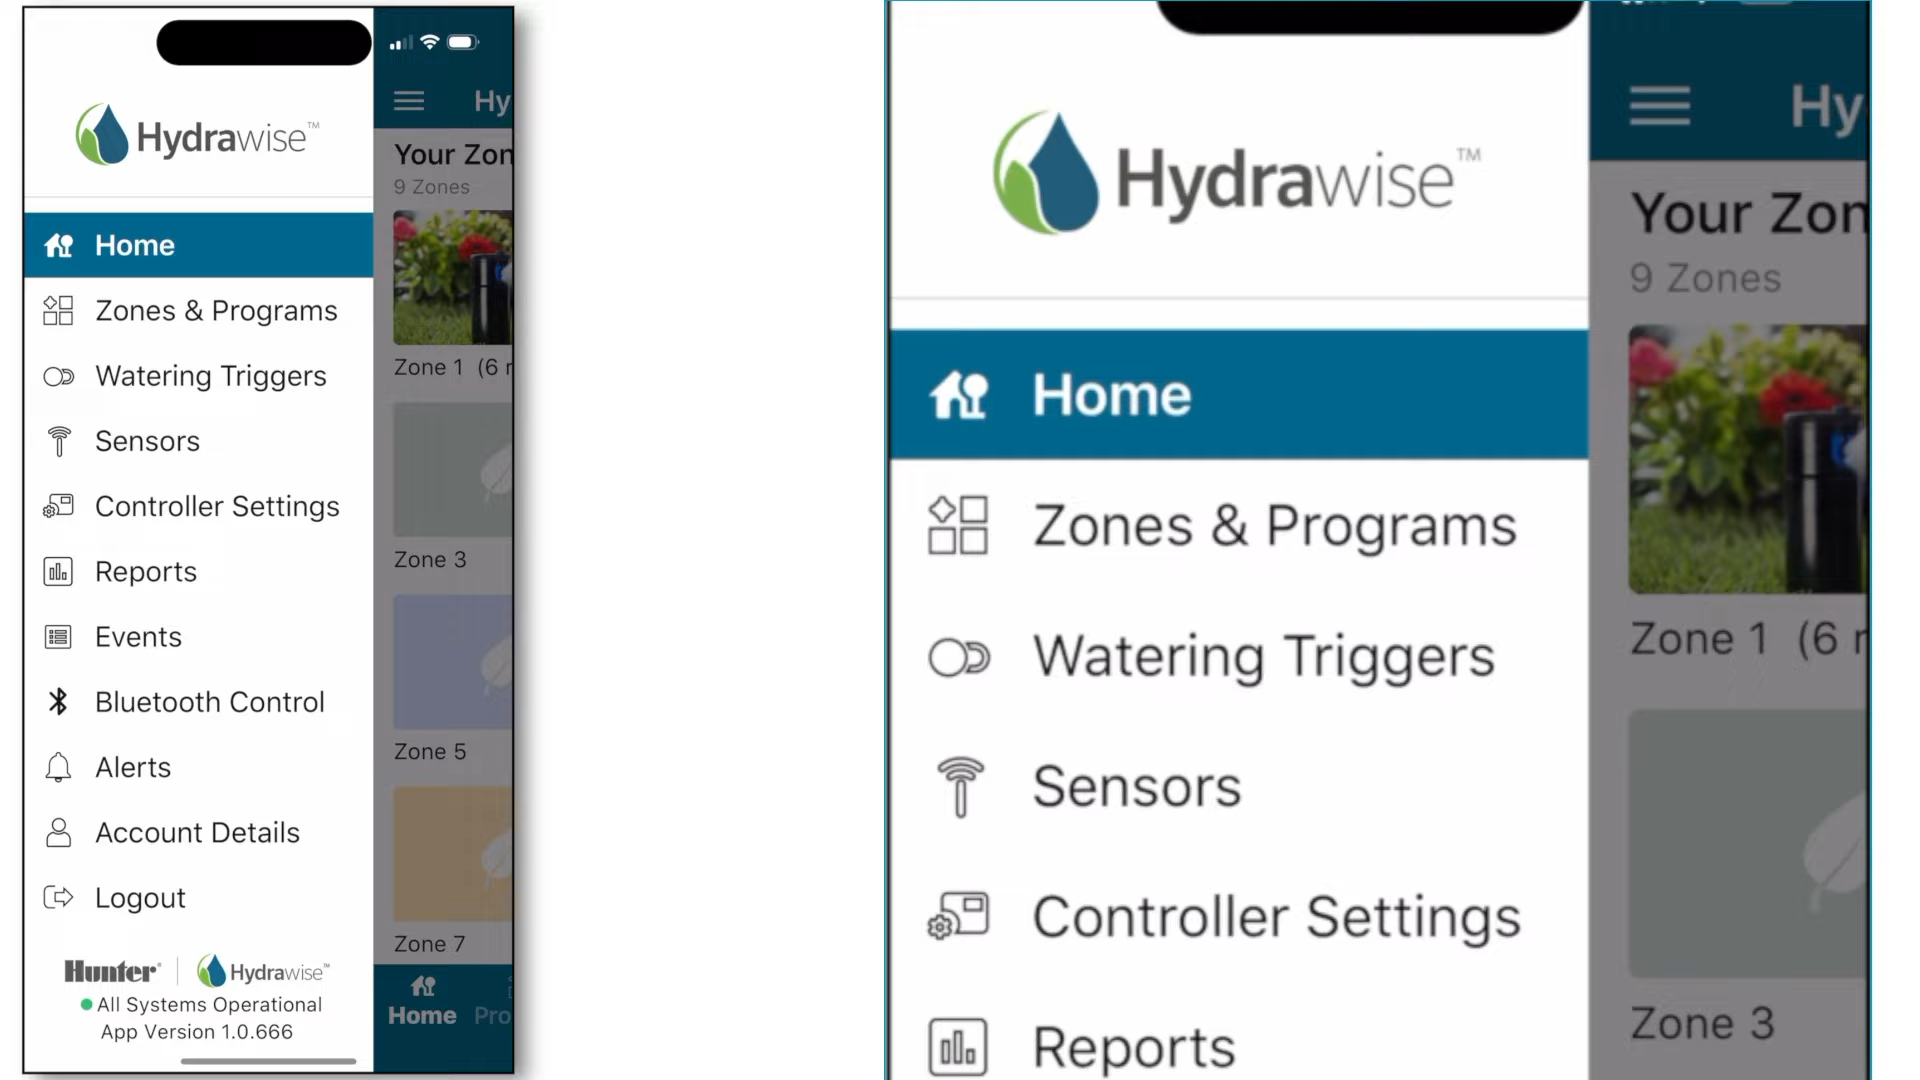 Hydrawise™
Home
Zones & Programs
Watering Triggers
Sensors
Controller Settings
Reports
Events
Bluetooth Control
Alerts
Account Details
Logout
Hunter® | Hydrawise™
All Systems Operational
App Version 1.0.666
Hy
Your Zon
9 Zones
Zone 1 (6 r
Zone 3
Zone 5
Zone 7
Home Pro
Hydrawise™
Home
Zones & Programs
Watering Triggers
Sensors
Controller Settings
Reports
Hy
Your Zon
9 Zones
Zone 1 (6 r
Zone 3